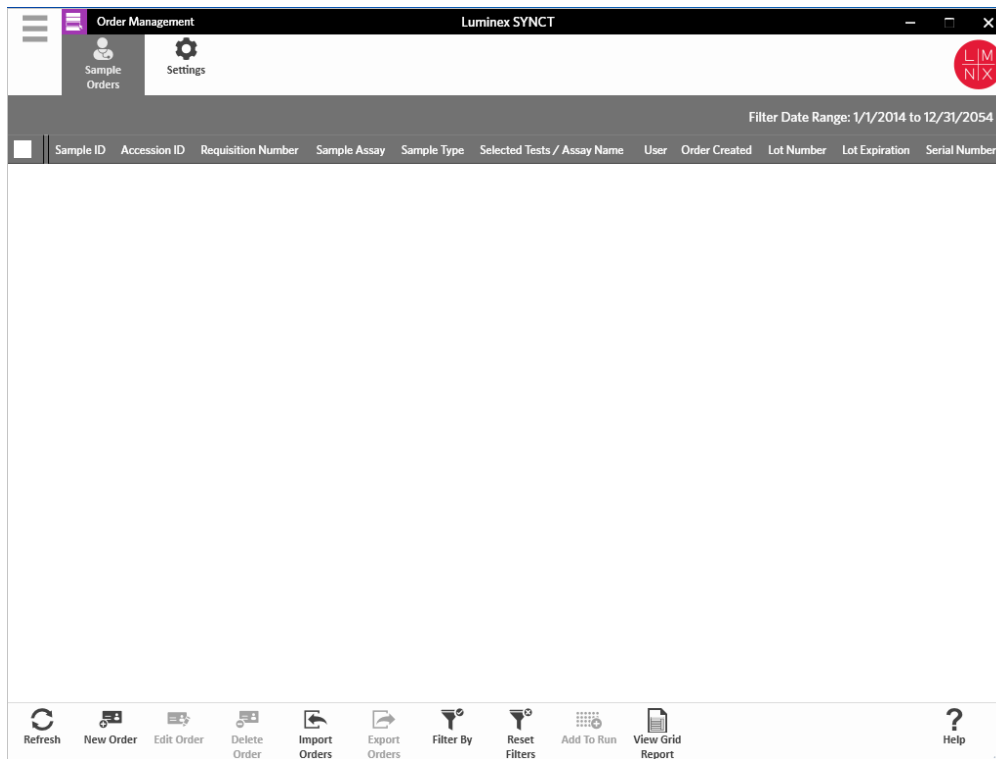 Order Management
Luminex SYNCT
Sample
Orders
Settings
L M
N X
Filter Date Range: 1/1/2014 to 12/31/2054
Sample ID Accession ID Requisition Number Sample Assay Sample Type Selected Tests / Assay Name User Order Created Lot Number Lot Expiration Serial Number
Refresh
New Order
Edit Order
Delete
Order
Import
Orders
Export
Orders
Filter By
Reset
Filters
Add To Run
View Grid
Report
?
Help